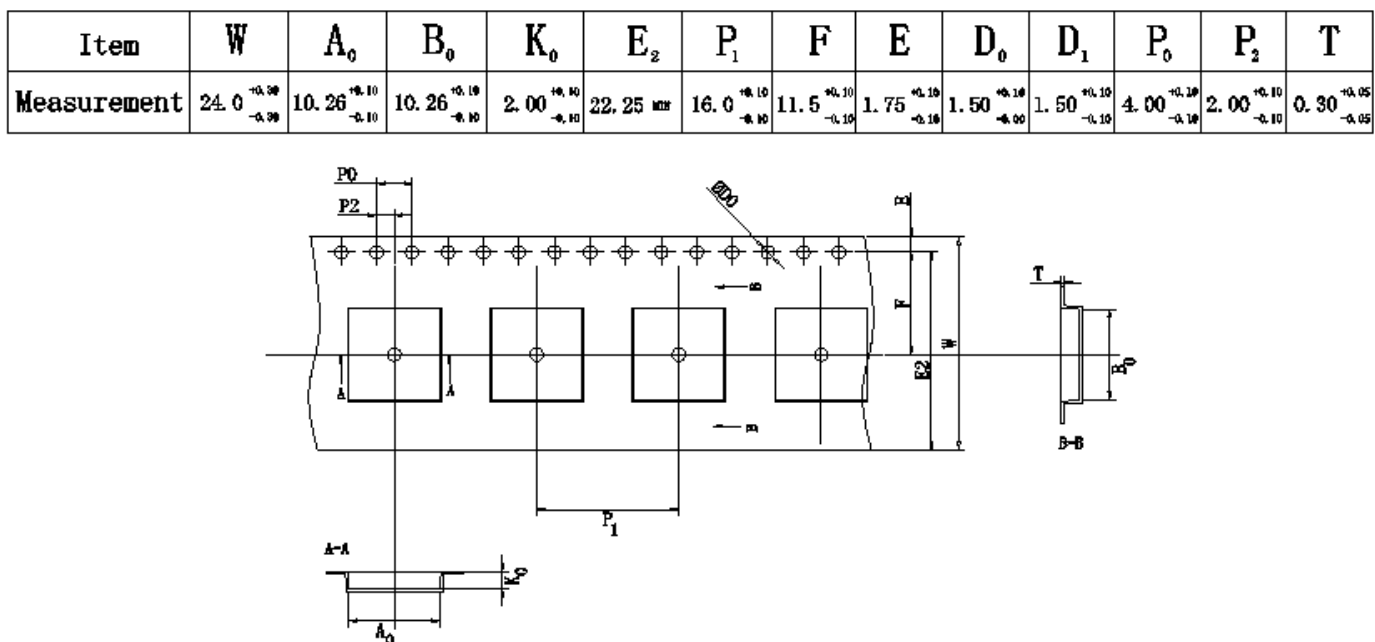 Item W A₀ B₀ K₀ E₂ P₁ F E D₀ D₁ P₀ P₂ T
Measurement 24.0 +0.30 -0.30 10.26 +0.10 -0.10 10.26 +0.10 -0.10 2.00 +0.10 -0.10 22.25 MIN 16.0 +0.10 -0.10 11.5 +0.10 -0.10 1.75 +0.10 -0.10 1.50 +0.10 -0.00 1.50 +0.10 -0.10 4.00 +0.10 -0.10 2.00 +0.10 -0.10 0.30 +0.05 -0.05
P0
P2
ØD0
E
T
B
F
W
E2
B₀
A A
B
B-B
P₁
A-A
K₀
A₀